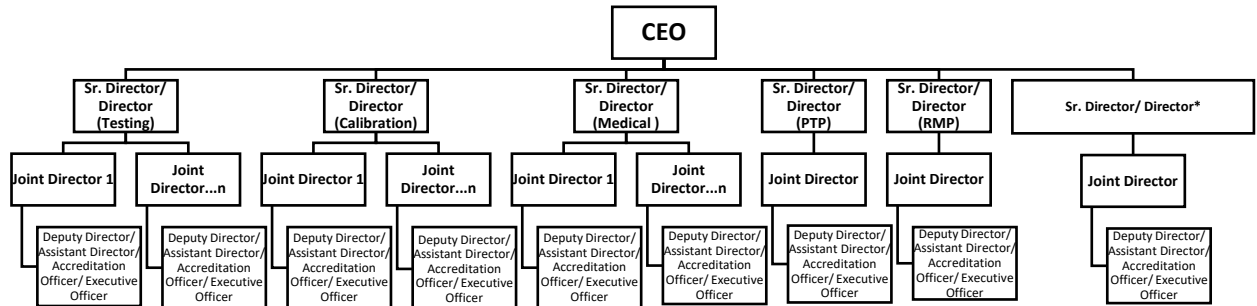 CEO
Sr. Director/
Director
(Testing)
Sr. Director/
Director
(Calibration)
Sr. Director/
Director
(Medical )
Sr. Director/
Director
(PTP)
Sr. Director/
Director
(RMP)
Sr. Director/ Director*
Joint Director 1
Joint
Director...n
Joint Director 1
Joint
Director...n
Joint Director 1
Joint
Director...n
Joint Director
Joint Director
Joint Director
Deputy Director/
Assistant Director/
Accreditation
Officer/ Executive
Officer
Deputy Director/
Assistant Director/
Accreditation
Officer/ Executive
Officer
Deputy Director/
Assistant Director/
Accreditation
Officer/ Executive
Officer
Deputy Director/
Assistant Director/
Accreditation
Officer/ Executive
Officer
Deputy Director/
Assistant Director/
Accreditation
Officer/ Executive
Officer
Deputy Director/
Assistant Director/
Accreditation
Officer/ Executive
Officer
Deputy Director/
Assistant Director/
Accreditation
Officer/ Executive
Officer
Deputy Director/
Assistant Director/
Accreditation
Officer/ Executive
Officer
Deputy Director/
Assistant Director/
Accreditation
Officer/ Executive
Officer